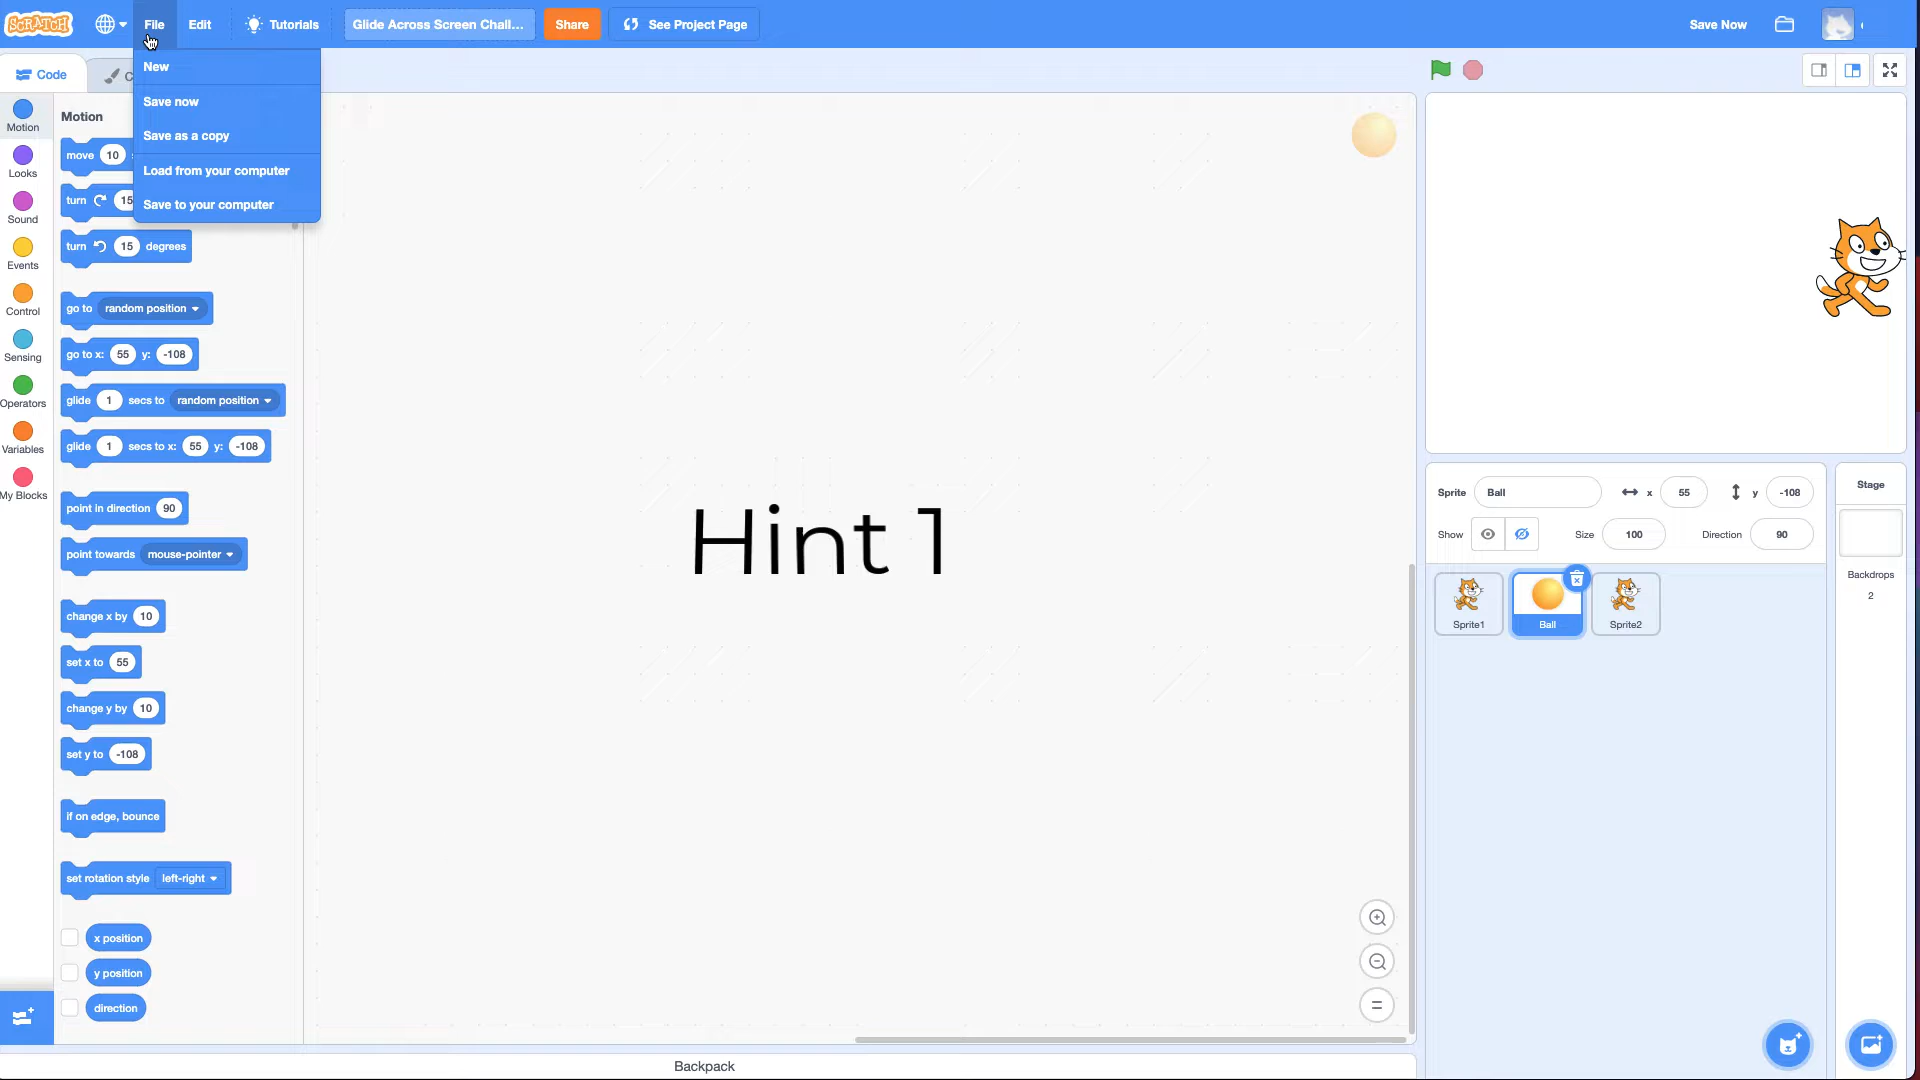 SCRATCH
File
Edit
Tutorials
Glide Across Screen Chall...
Share
See Project Page
Save Now
New
Save now
Save as a copy
Load from your computer
Save to your computer
Code
C
Motion
Looks
Sound
Events
Control
Sensing
Operators
Variables
My Blocks
Motion
move 10 s
turn 15
turn 15 degrees
go to random position
go to x: 55 y: -108
glide 1 secs to random position
glide 1 secs to x: 55 y: -108
point in direction 90
point towards mouse-pointer
change x by 10
set x to 55
change y by 10
set y to -108
if on edge, bounce
set rotation style left-right
x position
y position
direction
Hint 1
Backpack
Sprite Ball x 55 y -108
Show Size 100 Direction 90
Sprite1
Ball
Sprite2
Stage
Backdrops
2